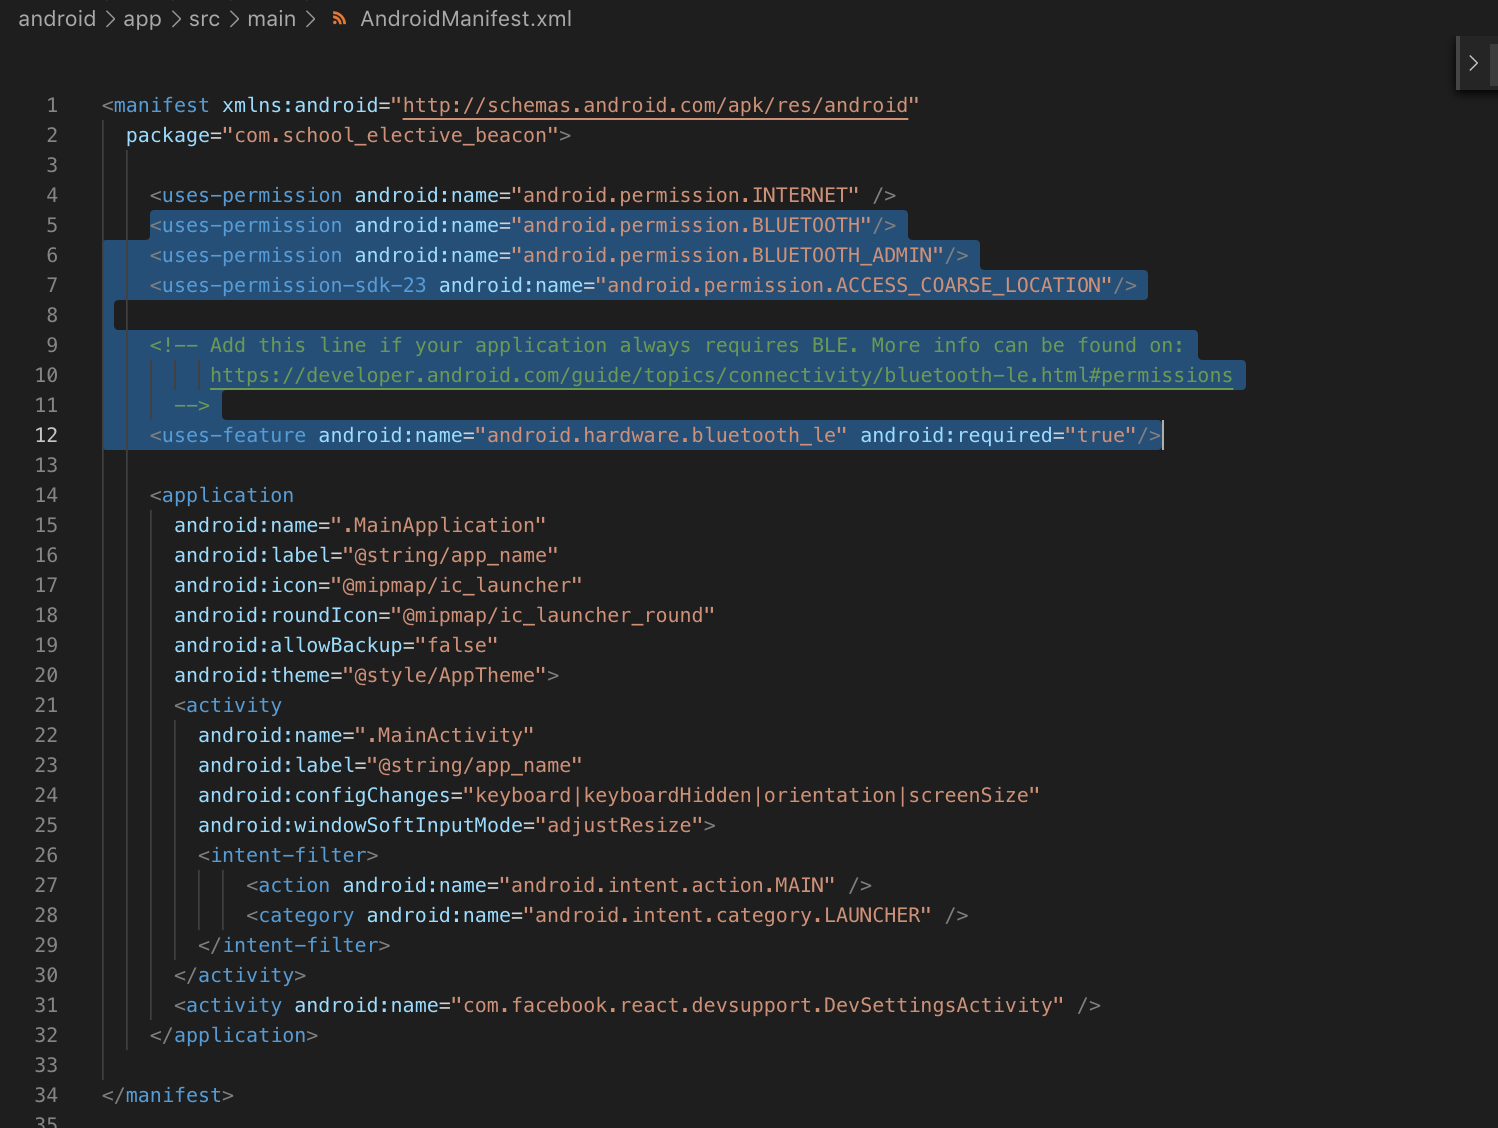 android > app > src > main > AndroidManifest.xml
1 <manifest xmlns:android="http://schemas.android.com/apk/res/android"
2 package="com.school_elective_beacon">
3
4 <uses-permission android:name="android.permission.INTERNET" />
5 <uses-permission android:name="android.permission.BLUETOOTH"/>
6 <uses-permission android:name="android.permission.BLUETOOTH_ADMIN"/>
7 <uses-permission-sdk-23 android:name="android.permission.ACCESS_COARSE_LOCATION"/>
8
9 <!-- Add this line if your application always requires BLE. More info can be found on:
10 https://developer.android.com/guide/topics/connectivity/bluetooth-le.html#permissions
11 -->
12 <uses-feature android:name="android.hardware.bluetooth_le" android:required="true"/>
13
14 <application
15 android:name=".MainApplication"
16 android:label="@string/app_name"
17 android:icon="@mipmap/ic_launcher"
18 android:roundIcon="@mipmap/ic_launcher_round"
19 android:allowBackup="false"
20 android:theme="@style/AppTheme">
21 <activity
22 android:name=".MainActivity"
23 android:label="@string/app_name"
24 android:configChanges="keyboard|keyboardHidden|orientation|screenSize"
25 android:windowSoftInputMode="adjustResize">
26 <intent-filter>
27 <action android:name="android.intent.action.MAIN" />
28 <category android:name="android.intent.category.LAUNCHER" />
29 </intent-filter>
30 </activity>
31 <activity android:name="com.facebook.react.devsupport.DevSettingsActivity" />
32 </application>
33
34 </manifest>
35